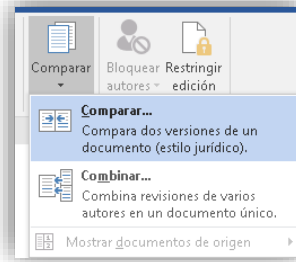 Comparar Bloquear Restringir
autores edición
Comparar...
Compara dos versiones de un
documento (estilo jurídico).
Combinar...
Combina revisiones de varios
autores en un documento único.
Mostrar documentos de origen